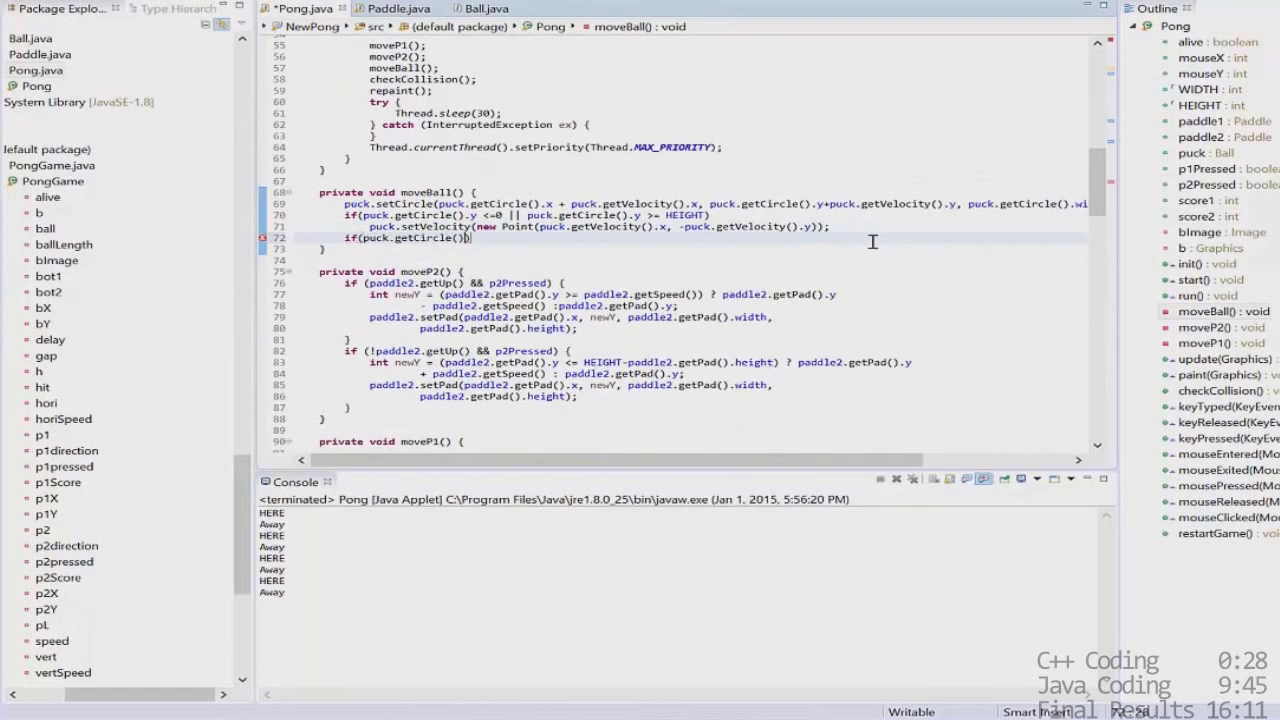 Package Explo...
Type Hierarch
*Pong.java
Paddle.java
Ball.java
Outline
NewPong
src
(default package)
Pong
moveBall() : void
Ball.java
Paddle.java
Pong.java
Pong
System Library [JavaSE-1.8]
efault package)
PongGame.java
PongGame
alive
b
ball
ballLength
bImage
bot1
bot2
bX
bY
delay
gap
h
hit
hori
horiSpeed
p1
p1direction
p1pressed
p1Score
p1X
p1Y
p2
p2direction
p2pressed
p2Score
p2X
p2Y
pL
speed
vert
vertSpeed
55 moveP1();
56 moveP2();
57 moveBall();
58 checkCollision();
59 repaint();
60 try {
61 Thread.sleep(30);
62 } catch (InterruptedException ex) {
63 }
64 Thread.currentThread().setPriority(Thread.MAX_PRIORITY);
65 }
66 }
67
68 private void moveBall() {
69 puck.setCircle(puck.getCircle().x + puck.getVelocity().x, puck.getCircle().y+puck.getVelocity().y, puck.getCircle().wi
70 if(puck.getCircle().y <=0 || puck.getCircle().y >= HEIGHT)
71 puck.setVelocity(new Point(puck.getVelocity().x, -puck.getVelocity().y));
72 if(puck.getCircle())
73 }
74
75 private void moveP2() {
76 if (paddle2.getUp() && p2Pressed) {
77 int newY = (paddle2.getPad().y >= paddle2.getSpeed()) ? paddle2.getPad().y
78 - paddle2.getSpeed() :paddle2.getPad().y;
79 paddle2.setPad(paddle2.getPad().x, newY, paddle2.getPad().width,
80 paddle2.getPad().height);
81 }
82 if (!paddle2.getUp() && p2Pressed) {
83 int newY = (paddle2.getPad().y <= HEIGHT-paddle2.getPad().height) ? paddle2.getPad().y
84 + paddle2.getSpeed() : paddle2.getPad().y;
85 paddle2.setPad(paddle2.getPad().x, newY, paddle2.getPad().width,
86 paddle2.getPad().height);
87 }
88 }
89
90 private void moveP1() {
Console
<terminated> Pong [Java Applet] C:\Program Files\Java\jre1.8.0_25\bin\javaw.exe (Jan 1, 2015, 5:56:20 PM)
HERE
Away
HERE
Away
HERE
Away
HERE
Away
Pong
alive : boolean
mouseX : int
mouseY : int
WIDTH : int
HEIGHT : int
paddle1 : Paddle
paddle2 : Paddle
puck : Ball
p1Pressed : boolean
p2Pressed : boolean
score1 : int
score2 : int
bImage : Image
b : Graphics
init() : void
start() : void
run() : void
moveBall() : void
moveP2() : void
moveP1() : void
update(Graphics) :
paint(Graphics) : void
checkCollision() : void
keyTyped(KeyEven
keyReleased(KeyEv
keyPressed(KeyEve
mouseEntered(Mo
mouseExited(Mous
mousePressed(Mo
mouseReleased(Mo
mouseClicked(Mou
restartGame() : void
C++ Coding 0:28
Java Coding 9:45
Final Results 16:11
Writable
Smart Insert